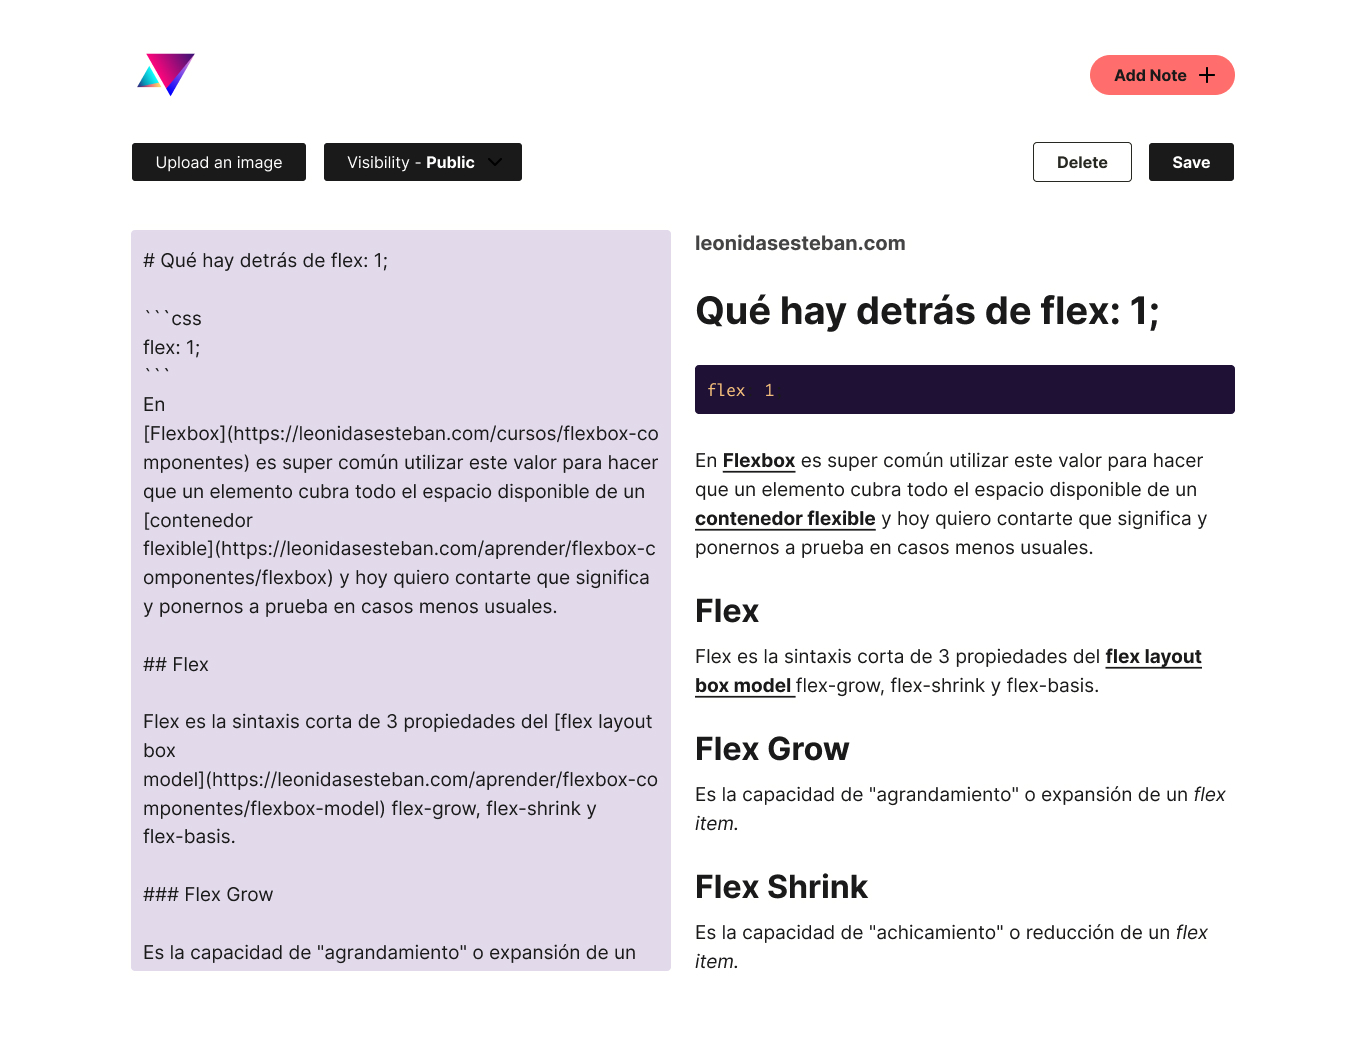 Add Note
Upload an image
Visibility - Public
Delete
Save
# Qué hay detrás de flex: 1;
```css
flex: 1;
```
En
[Flexbox](https://leonidasesteban.com/cursos/flexbox-co
mponentes) es super común utilizar este valor para hacer
que un elemento cubra todo el espacio disponible de un
[contenedor
flexible](https://leonidasesteban.com/aprender/flexbox-c
omponentes/flexbox) y hoy quiero contarte que significa
y ponernos a prueba en casos menos usuales.
## Flex
Flex es la sintaxis corta de 3 propiedades del [flex layout
box
model](https://leonidasesteban.com/aprender/flexbox-co
mponentes/flexbox-model) flex-grow, flex-shrink y
flex-basis.
### Flex Grow
Es la capacidad de "agrandamiento" o expansión de un
leonidasesteban.com
Qué hay detrás de flex: 1;
flex  1
En Flexbox es super común utilizar este valor para hacer
que un elemento cubra todo el espacio disponible de un
contenedor flexible y hoy quiero contarte que significa y
ponernos a prueba en casos menos usuales.
Flex
Flex es la sintaxis corta de 3 propiedades del flex layout
box model flex-grow, flex-shrink y flex-basis.
Flex Grow
Es la capacidad de "agrandamiento" o expansión de un flex
item.
Flex Shrink
Es la capacidad de "achicamiento" o reducción de un flex
item.